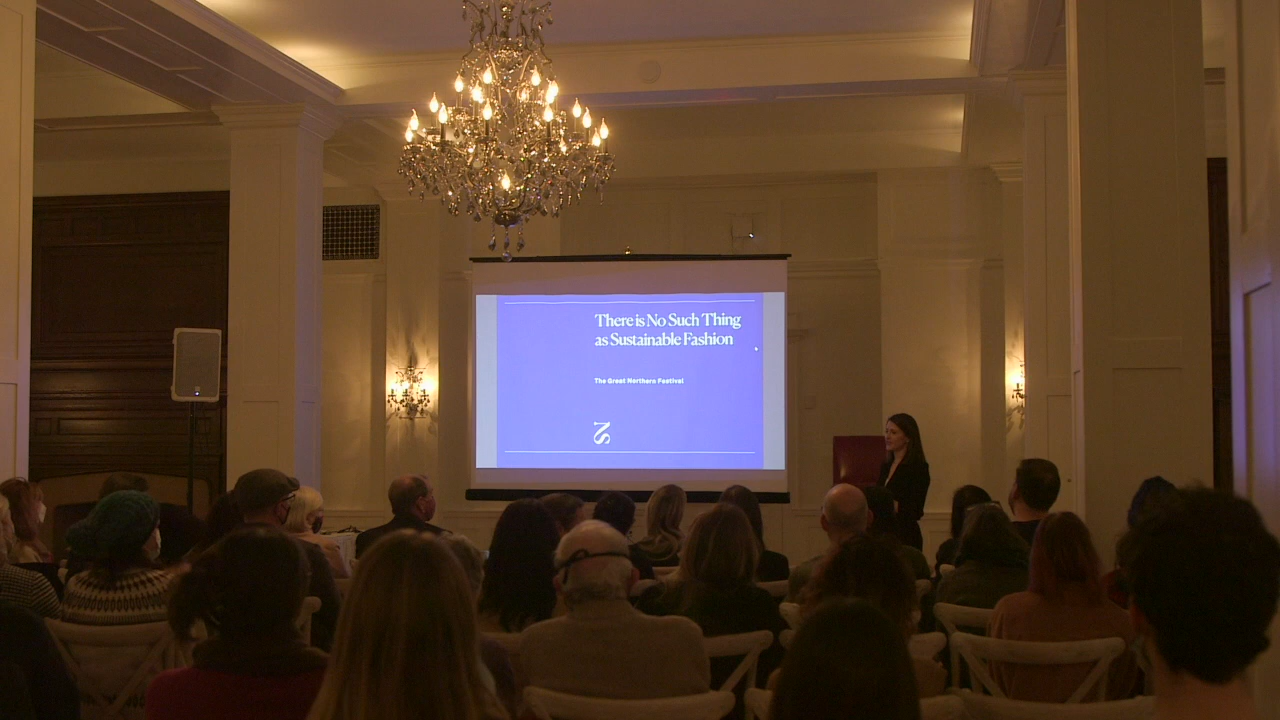 There is No Such Thing
as Sustainable Fashion
The Great Northern Festival